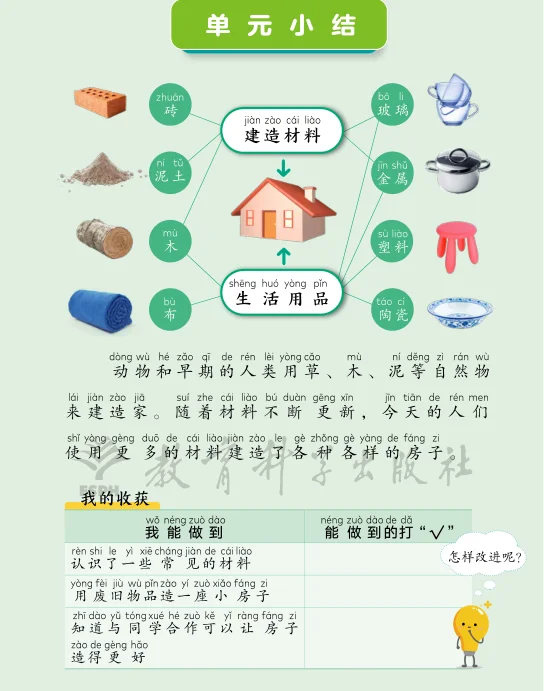 单元小结
zhuān
砖
ní tǔ
泥土
mù
木
bù
布
jiàn zào cái liào
建造材料
shēng huó yòng pǐn
生活用品
bō li
玻璃
jīn shǔ
金属
sù liào
塑料
táo cí
陶瓷
dòng wù hé zǎo qī de rén lèi yòng cǎo mù ní děng zì rán wù
动物和早期的人类用草、木、泥等自然物
lái jiàn zào jiā suí zhe cái liào bú duàn gēng xīn jīn tiān de rén men
来建造家。随着材料不断更新，今天的人们
shǐ yòng gèng duō de cái liào jiàn zào le gè zhǒng gè yàng de fáng zi
使用更多的材料建造了各种各样的房子。
ESPH 教育科学出版社
我的收获
wǒ néng zuò dào
我能做到
néng zuò dào de dǎ
能做到的打“√”
rèn shi le yì xiē cháng jiàn de cái liào
认识了一些常见的材料
yòng fèi jiù wù pǐn zào yí zuò xiǎo fáng zi
用废旧物品造一座小房子
zhī dào yǔ tóng xué hé zuò kě yǐ ràng fáng zi
知道与同学合作可以让房子
zào de gèng hǎo
造得更好
怎样改进呢？